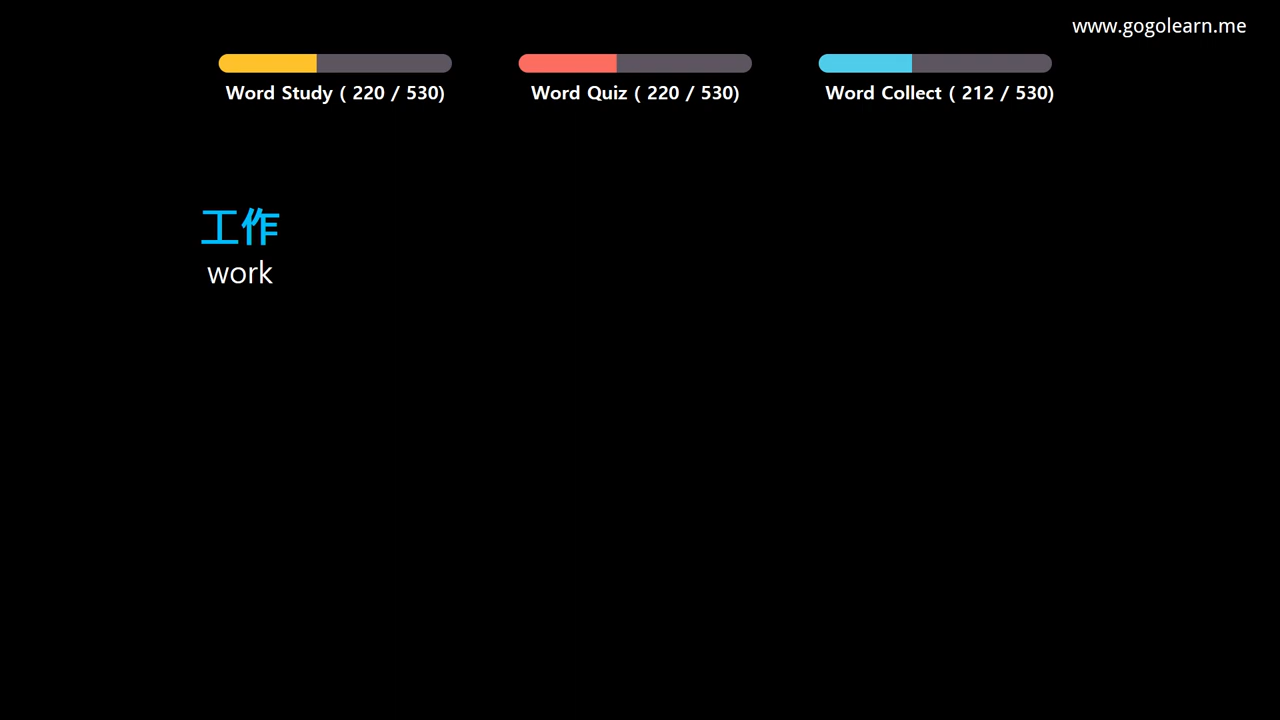 www.gogolearn.me
Word Study ( 220 / 530)
Word Quiz ( 220 / 530)
Word Collect ( 212 / 530)
工作
work